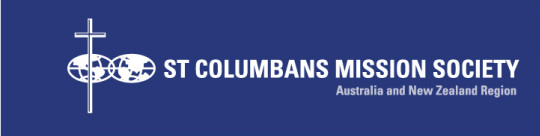 ST COLUMBANS MISSION SOCIETY
Australia and New Zealand Region